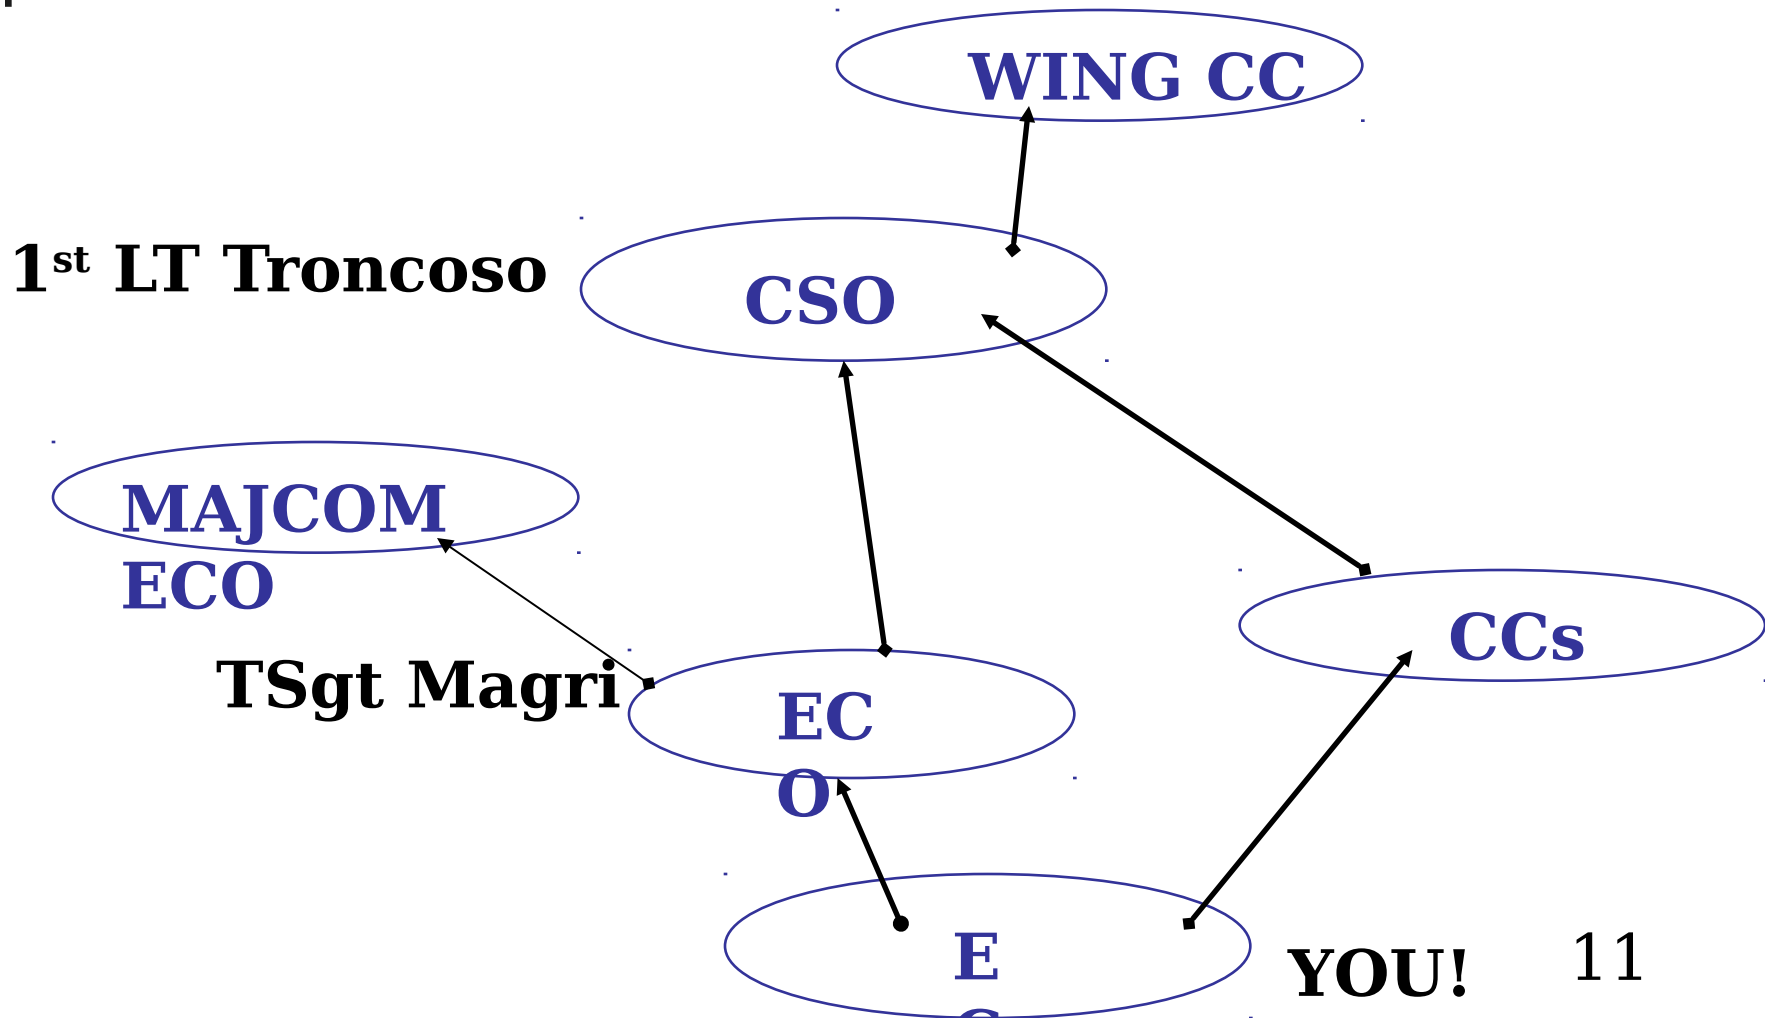 WING CC
1st LT Troncoso
CSO
MAJCOM
ECO
CCs
TSgt Magri
EC
O
E
YOU!
11